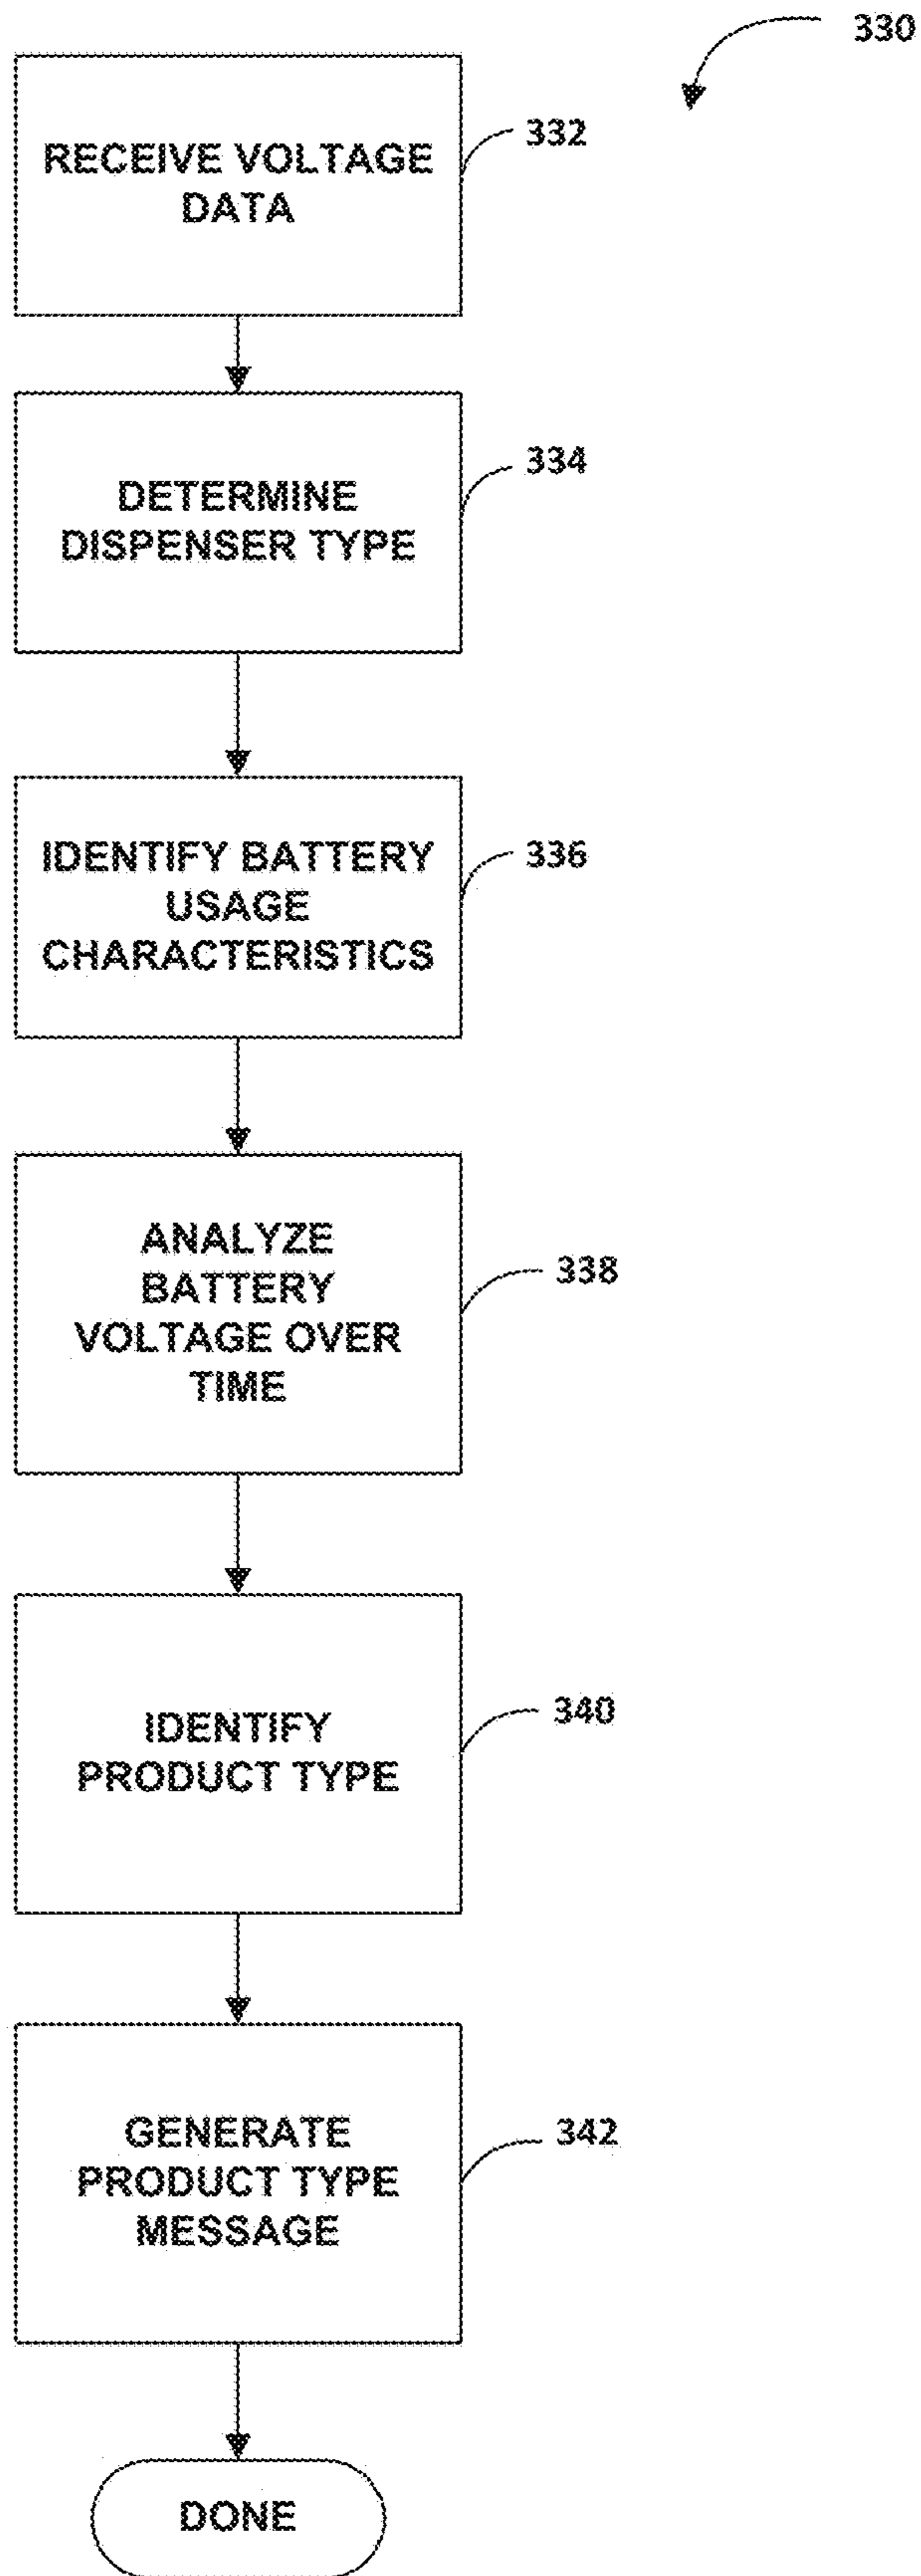 330
RECEIVE VOLTAGE
DATA
332
DETERMINE
DISPENSER TYPE
334
IDENTIFY BATTERY
USAGE
CHARACTERISTICS
336
ANALYZE
BATTERY
VOLTAGE OVER
TIME
338
IDENTIFY
PRODUCT TYPE
340
GENERATE
PRODUCT TYPE
MESSAGE
342
DONE